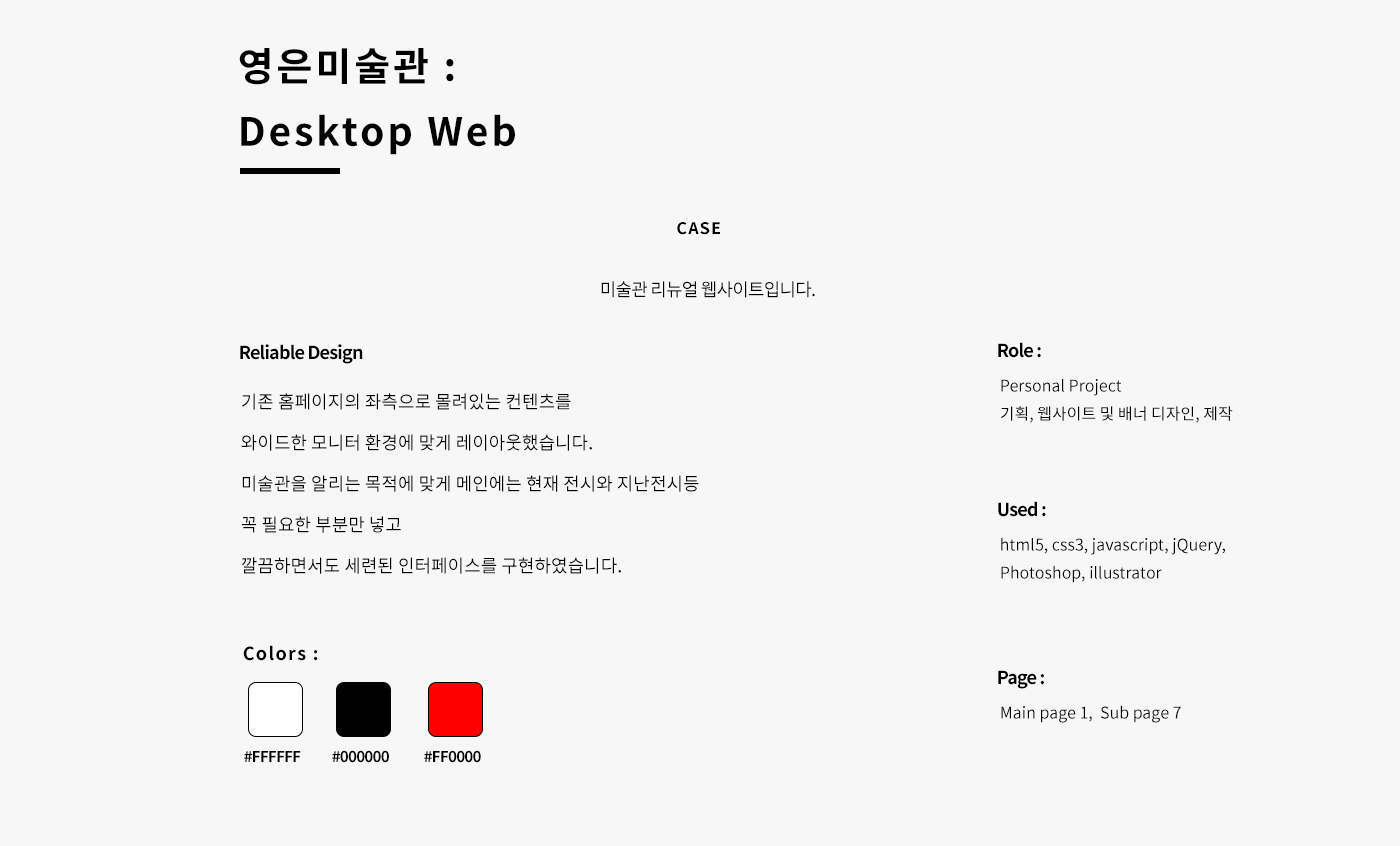 영은미술관 :
Desktop Web
CASE
미술관 리뉴얼 웹사이트입니다.
Reliable Design
기존 홈페이지의 좌측으로 몰려있는 컨텐츠를
와이드한 모니터 환경에 맞게 레이아웃했습니다.
미술관을 알리는 목적에 맞게 메인에는 현재 전시와 지난전시등
꼭 필요한 부분만 넣고
깔끔하면서도 세련된 인터페이스를 구현하였습니다.
Colors :
#FFFFFF
#000000
#FF0000
Role :
Personal Project
기획, 웹사이트 및 배너 디자인, 제작
Used :
html5, css3, javascript, jQuery,
Photoshop, illustrator
Page :
Main page 1, Sub page 7